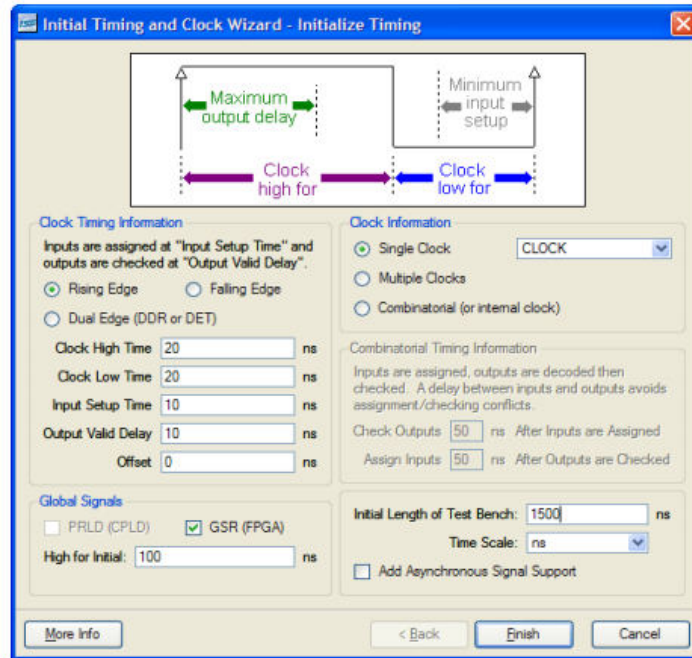 Initial Timing and Clock Wizard - Initialize Timing
Maximum
output delay
Minimum
input
setup
Clock
high for
Clock
low for
Clock Timing Information
Inputs are assigned at "Input Setup Time" and
outputs are checked at "Output Valid Delay".
Rising Edge
Falling Edge
Dual Edge (DDR or DET)
Clock High Time 20 ns
Clock Low Time 20 ns
Input Setup Time 10 ns
Output Valid Delay 10 ns
Offset 0 ns
Global Signals
PRLD (CPLD)
GSR (FPGA)
High for Initial: 100 ns
Clock Information
Single Clock CLOCK
Multiple Clocks
Combinatorial (or internal clock)
Combinatorial Timing Information
Inputs are assigned, outputs are decoded then
checked. A delay between inputs and outputs avoids
assignment/checking conflicts.
Check Outputs 50 ns After Inputs are Assigned
Assign Inputs 50 ns After Outputs are Checked
Initial Length of Test Bench: 1500 ns
Time Scale: ns
Add Asynchronous Signal Support
More Info
< Back
Finish
Cancel